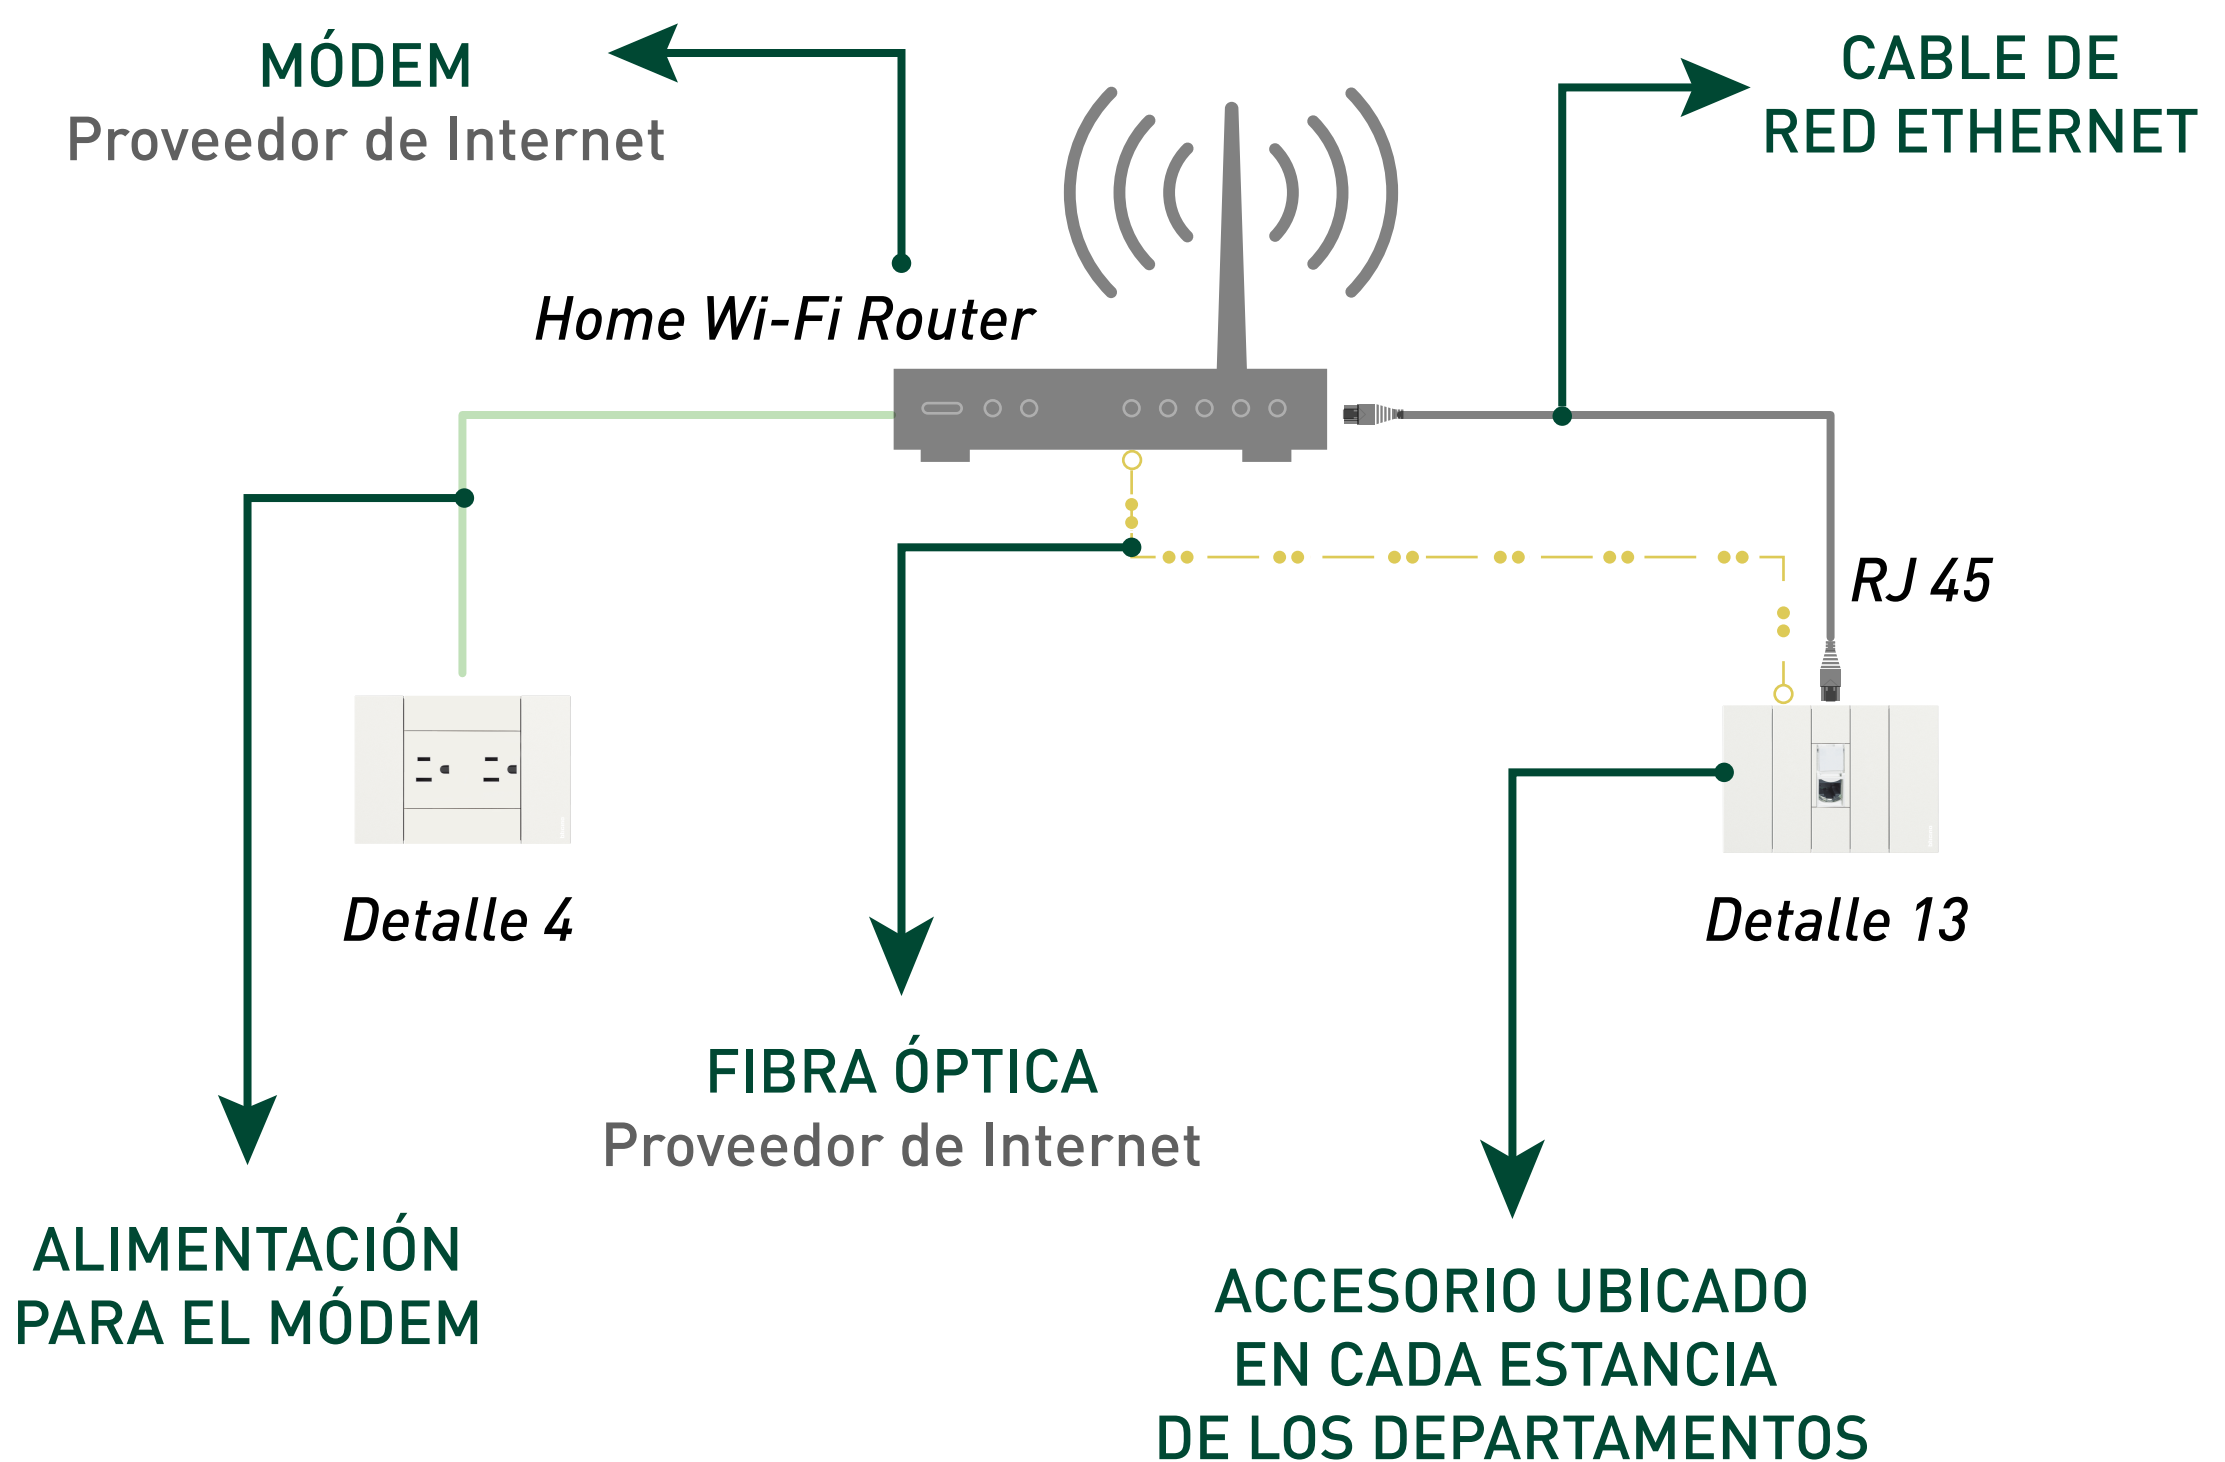 MÓDEM
Proveedor de Internet
CABLE DE
RED ETHERNET
Home Wi-Fi Router
RJ 45
Detalle 4
Detalle 13
FIBRA ÓPTICA
Proveedor de Internet
ALIMENTACIÓN
PARA EL MÓDEM
ACCESORIO UBICADO
EN CADA ESTANCIA
DE LOS DEPARTAMENTOS